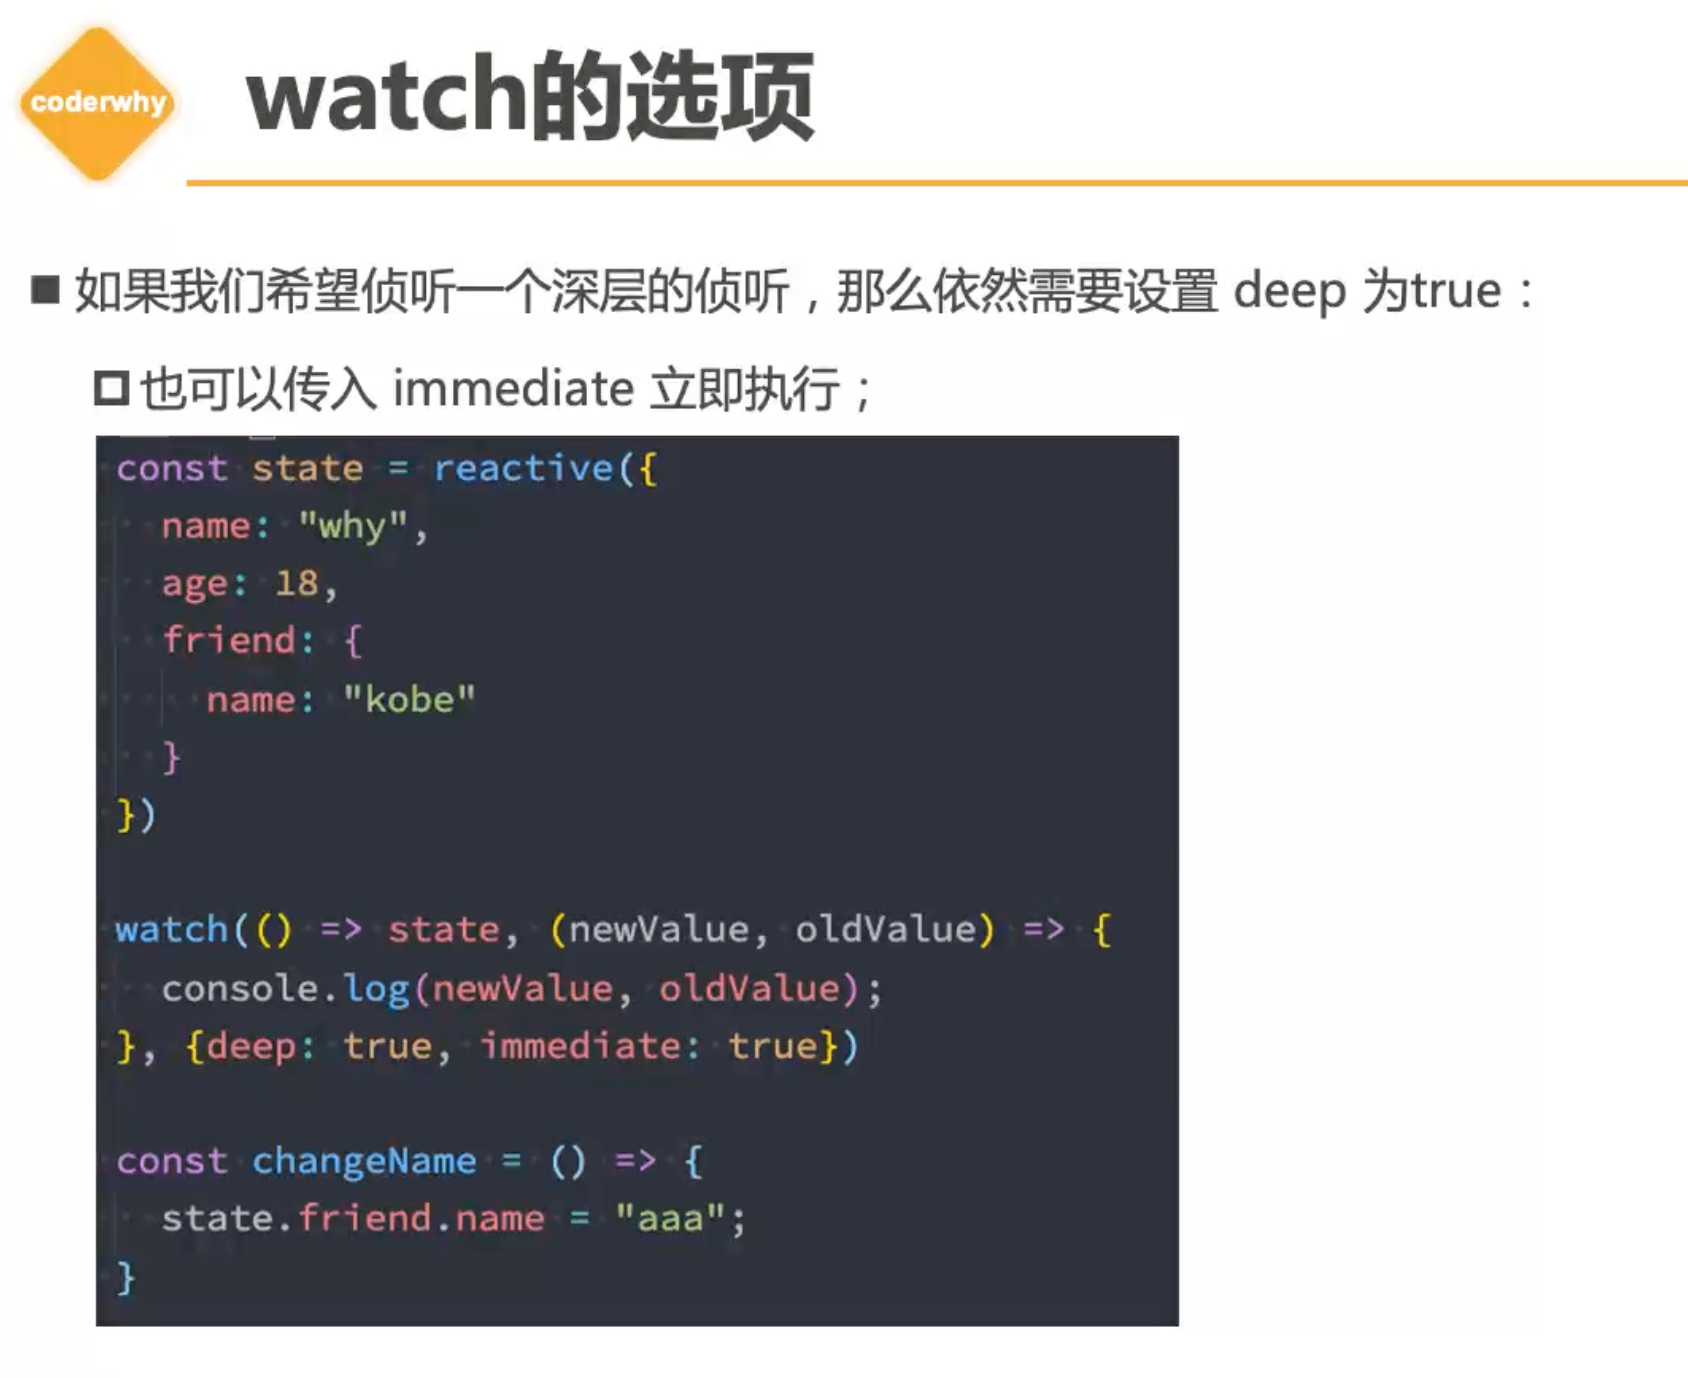 coderwhy
watch的选项
如果我们希望侦听一个深层的侦听，那么依然需要设置 deep 为true：
也可以传入 immediate 立即执行；
const state = reactive({
  name: "why",
  age: 18,
  friend: {
    name: "kobe"
  }
})
watch(() => state, (newValue, oldValue) => {
  console.log(newValue, oldValue);
}, {deep: true, immediate: true})
const changeName = () => {
  state.friend.name = "aaa";
}